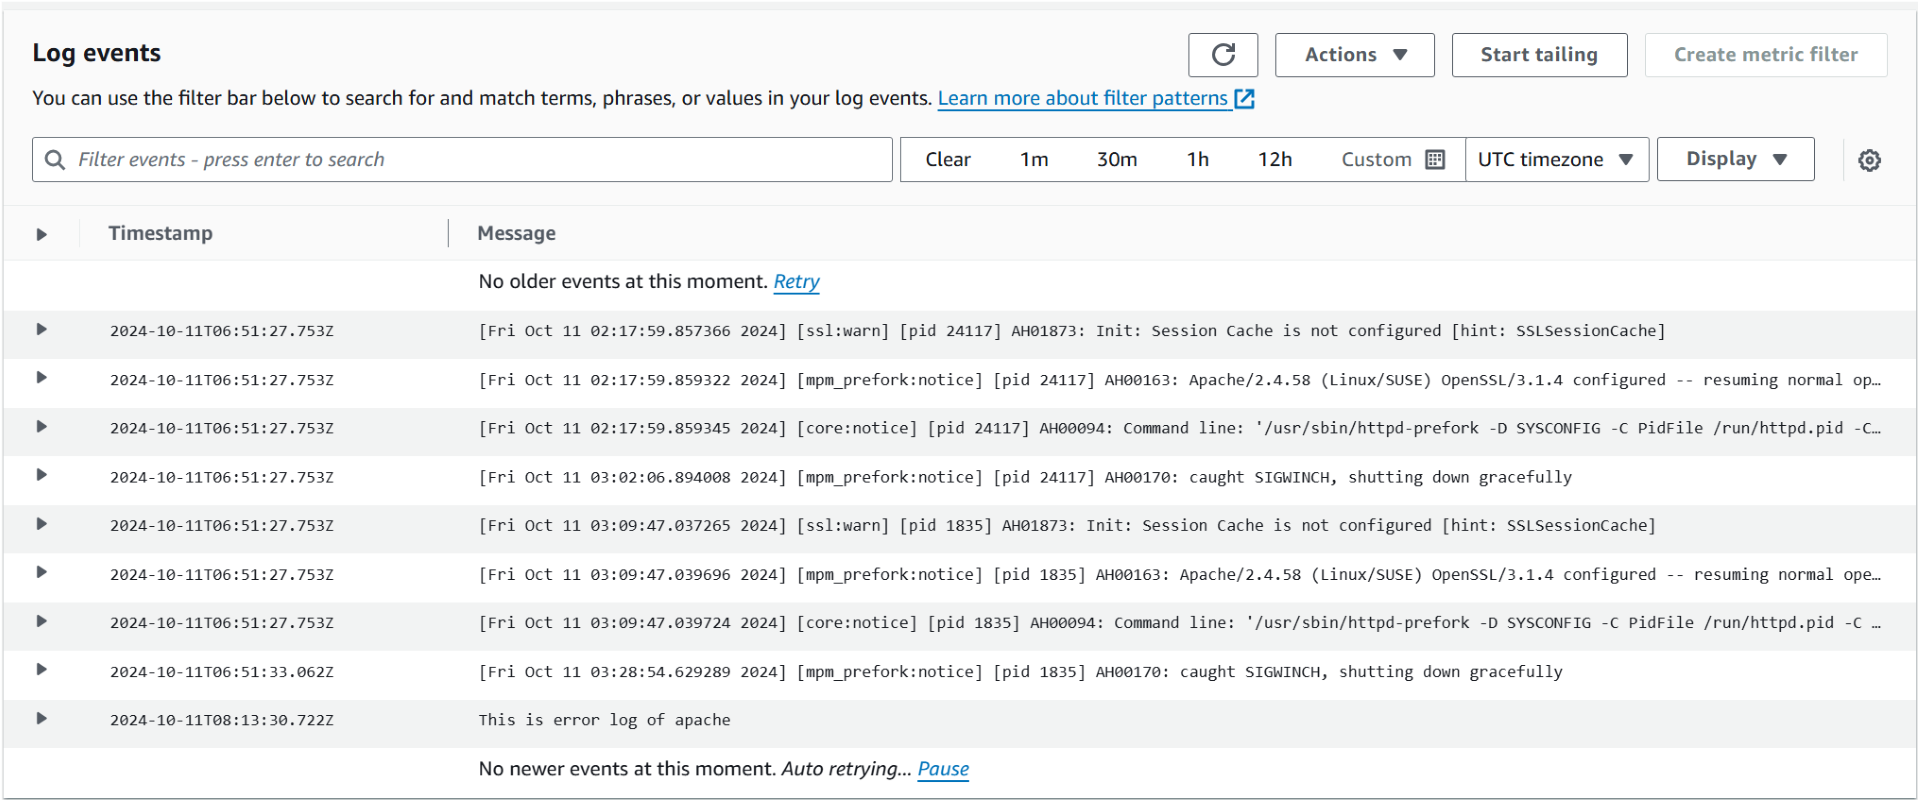 Log events
Actions
Start tailing
Create metric filter
You can use the filter bar below to search for and match terms, phrases, or values in your log events. Learn more about filter patterns
Filter events - press enter to search
Clear 1m 30m 1h 12h Custom UTC timezone Display
Timestamp Message
No older events at this moment. Retry
2024-10-11T06:51:27.753Z [Fri Oct 11 02:17:59.857366 2024] [ssl:warn] [pid 24117] AH01873: Init: Session Cache is not configured [hint: SSLSessionCache]
2024-10-11T06:51:27.753Z [Fri Oct 11 02:17:59.859322 2024] [mpm_prefork:notice] [pid 24117] AH00163: Apache/2.4.58 (Linux/SUSE) OpenSSL/3.1.4 configured -- resuming normal op…
2024-10-11T06:51:27.753Z [Fri Oct 11 02:17:59.859345 2024] [core:notice] [pid 24117] AH00094: Command line: '/usr/sbin/httpd-prefork -D SYSCONFIG -C PidFile /run/httpd.pid -C…
2024-10-11T06:51:27.753Z [Fri Oct 11 03:02:06.894008 2024] [mpm_prefork:notice] [pid 24117] AH00170: caught SIGWINCH, shutting down gracefully
2024-10-11T06:51:27.753Z [Fri Oct 11 03:09:47.037265 2024] [ssl:warn] [pid 1835] AH01873: Init: Session Cache is not configured [hint: SSLSessionCache]
2024-10-11T06:51:27.753Z [Fri Oct 11 03:09:47.039696 2024] [mpm_prefork:notice] [pid 1835] AH00163: Apache/2.4.58 (Linux/SUSE) OpenSSL/3.1.4 configured -- resuming normal ope…
2024-10-11T06:51:27.753Z [Fri Oct 11 03:09:47.039724 2024] [core:notice] [pid 1835] AH00094: Command line: '/usr/sbin/httpd-prefork -D SYSCONFIG -C PidFile /run/httpd.pid -C …
2024-10-11T06:51:33.062Z [Fri Oct 11 03:28:54.629289 2024] [mpm_prefork:notice] [pid 1835] AH00170: caught SIGWINCH, shutting down gracefully
2024-10-11T08:13:30.722Z This is error log of apache
No newer events at this moment. Auto retrying... Pause